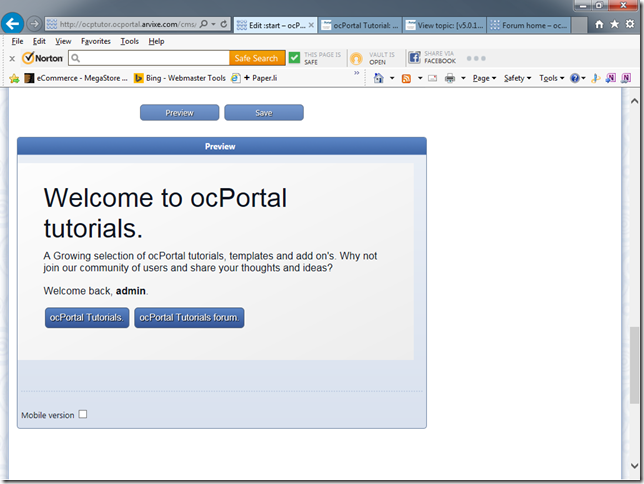 http://ocptutor.ocportal.arvixe.com/cms/
Edit :start – ocP...
ocPortal Tutorial: ...
View topic: [v5.0.1...
Forum home – oc...
File Edit View Favorites Tools Help
x Norton Safe Search THIS PAGE IS SAFE VAULT IS OPEN SHARE VIA FACEBOOK
eCommerce - MegaStore ... Bing - Webmaster Tools + Paper.li » Page Safety Tools
Preview Save
Preview
Welcome to ocPortal
tutorials.
A Growing selection of ocPortal tutorials, templates and add on's. Why not
join our community of users and share your thoughts and ideas?
Welcome back, admin.
ocPortal Tutorials. ocPortal Tutorials forum.
Mobile version